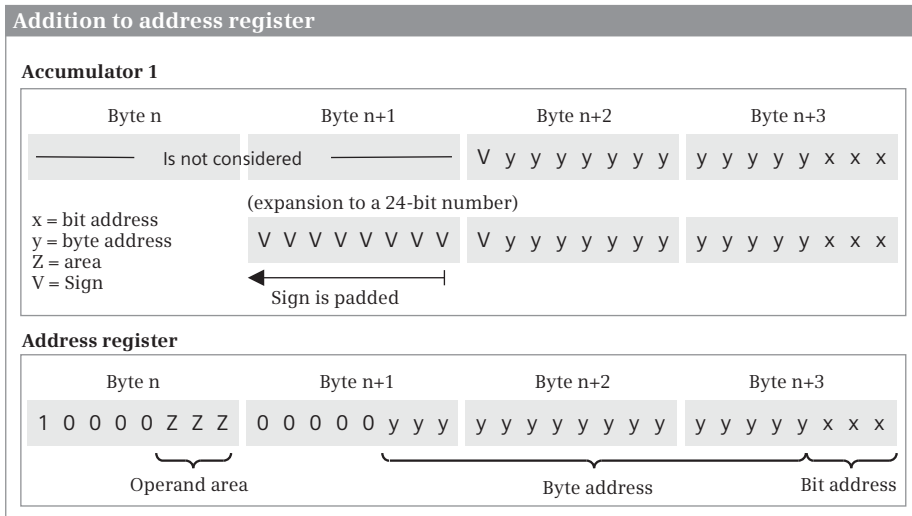 Addition to address register
Accumulator 1
Byte n Byte n+1 Byte n+2 Byte n+3
Is not considered V y y y y y y y y y y y y x x x
(expansion to a 24-bit number)
x = bit address
y = byte address
Z = area
V = Sign
V V V V V V V V V y y y y y y y y y y y y x x x
Sign is padded
Address register
Byte n Byte n+1 Byte n+2 Byte n+3
1 0 0 0 0 Z Z Z 0 0 0 0 0 y y y y y y y y y y y y y y y y x x x
Operand area Byte address Bit address